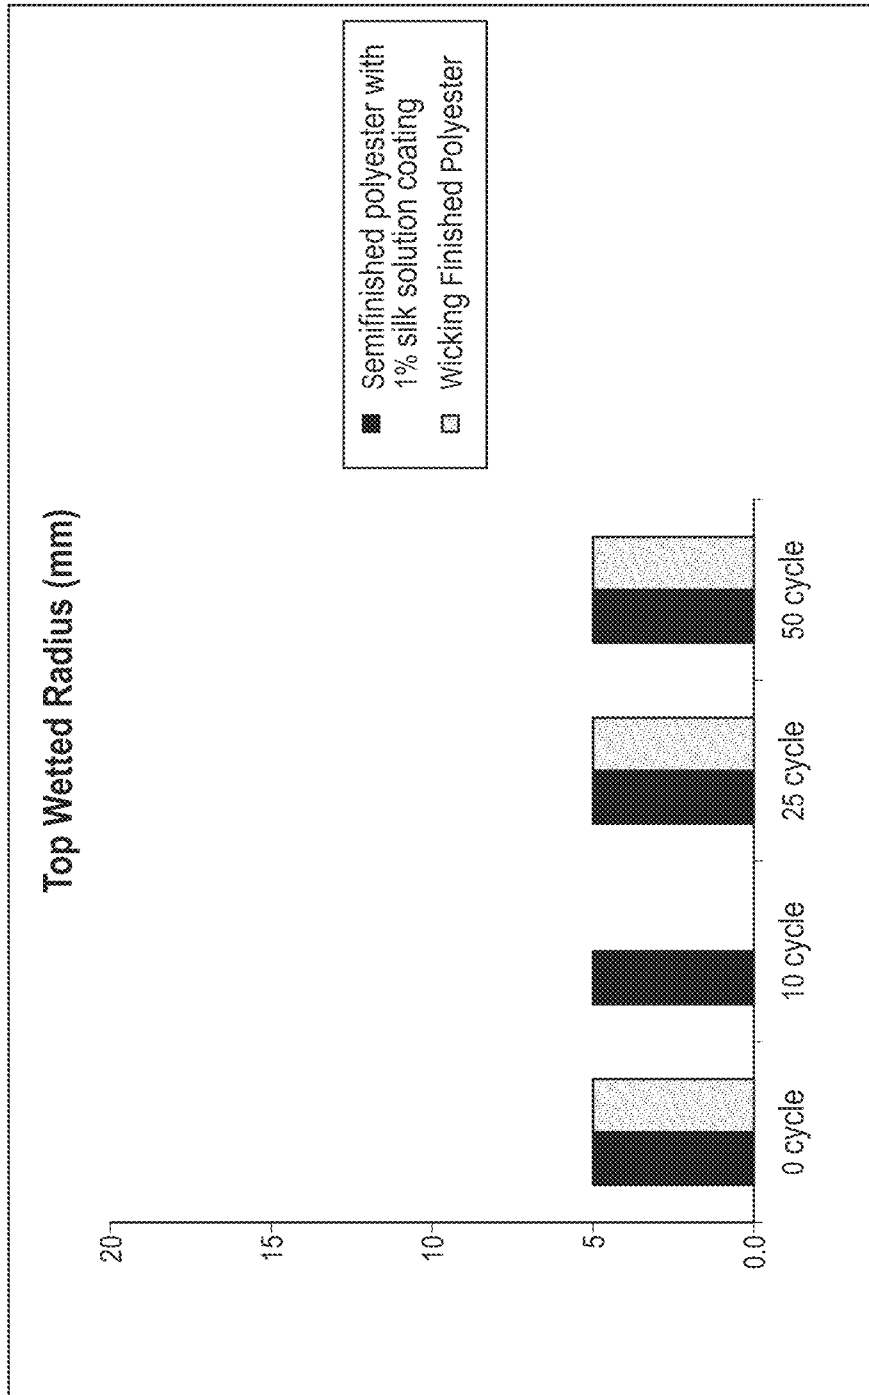 Top Wetted Radius (mm)
20
15
10
5
0.0
0 cycle
10 cycle
25 cycle
50 cycle
Semifinished polyester with
1% silk solution coating
Wicking Finished Polyester